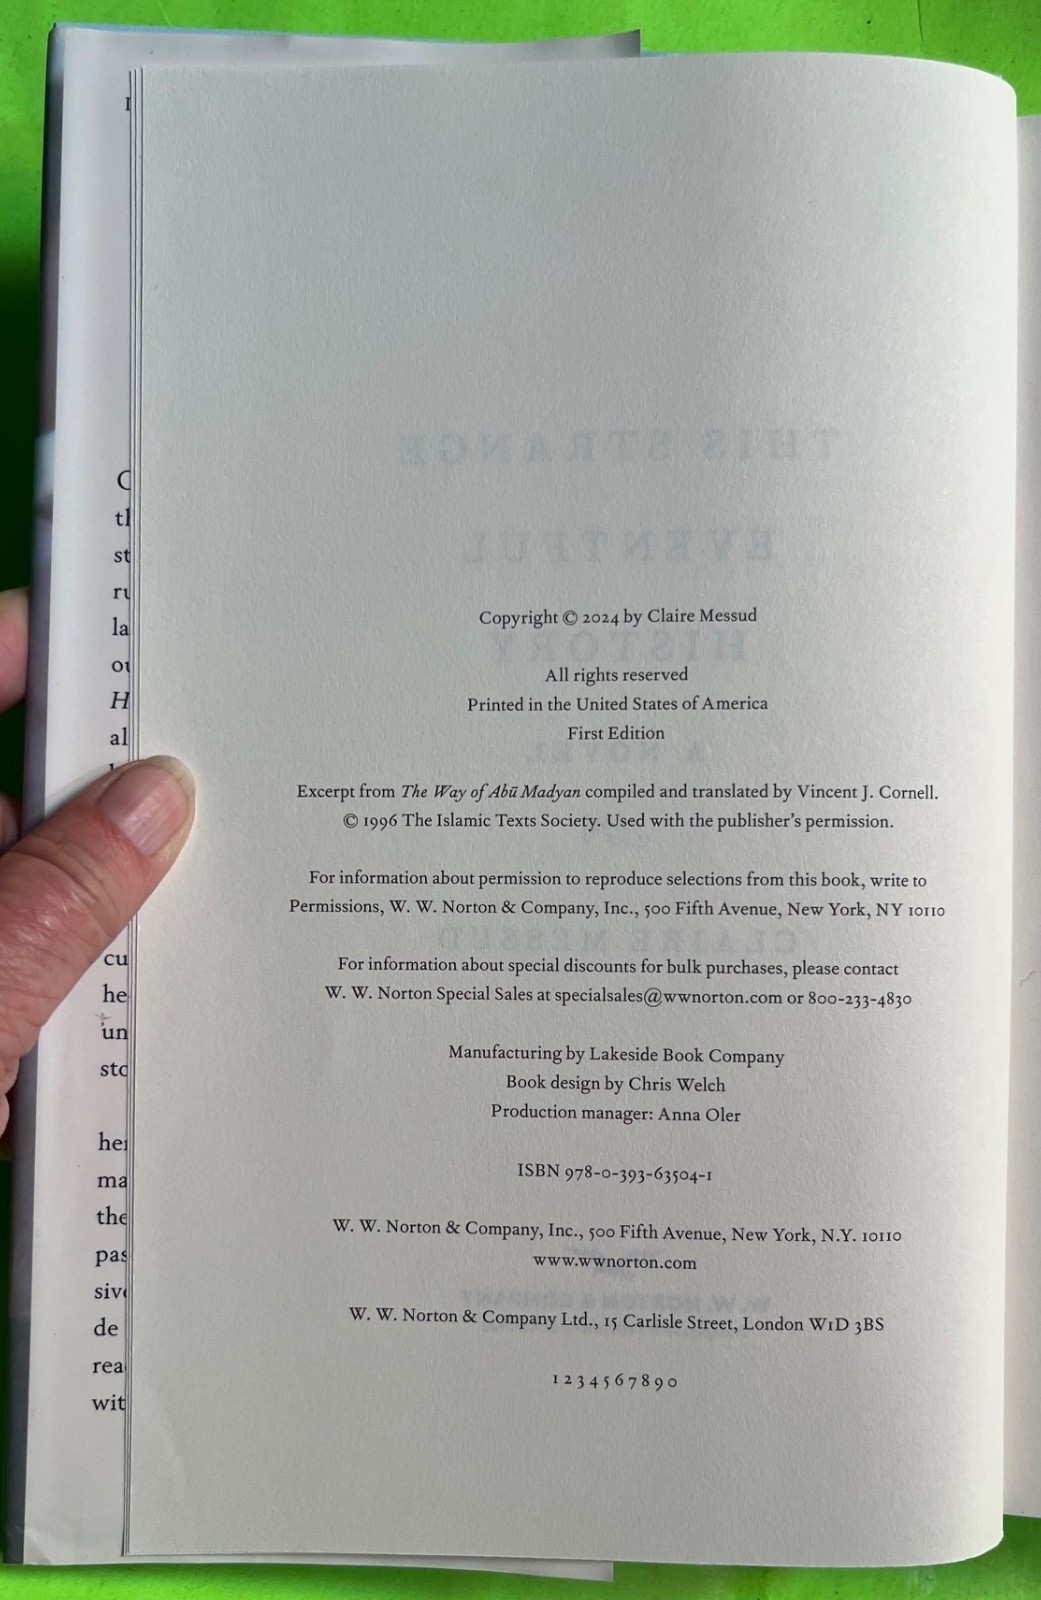 Copyright © 2024 by Claire Messud
All rights reserved
Printed in the United States of America
First Edition
Excerpt from The Way of Abū Madyan compiled and translated by Vincent J. Cornell.
© 1996 The Islamic Texts Society. Used with the publisher's permission.
For information about permission to reproduce selections from this book, write to
Permissions, W. W. Norton & Company, Inc., 500 Fifth Avenue, New York, NY 10110
For information about special discounts for bulk purchases, please contact
W. W. Norton Special Sales at specialsales@wwnorton.com or 800-233-4830
Manufacturing by Lakeside Book Company
Book design by Chris Welch
Production manager: Anna Oler
ISBN 978-0-393-63504-1
W. W. Norton & Company, Inc., 500 Fifth Avenue, New York, N.Y. 10110
www.wwnorton.com
W. W. Norton & Company Ltd., 15 Carlisle Street, London W1D 3BS
1 2 3 4 5 6 7 8 9 0